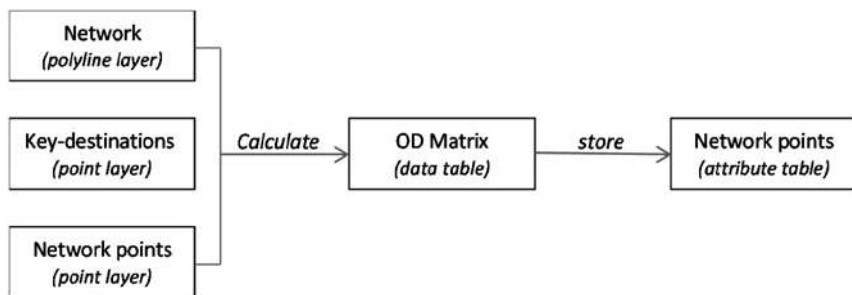 Network
(polyline layer)
Key-destinations
(point layer)
Network points
(point layer)
Calculate
OD Matrix
(data table)
store
Network points
(attribute table)